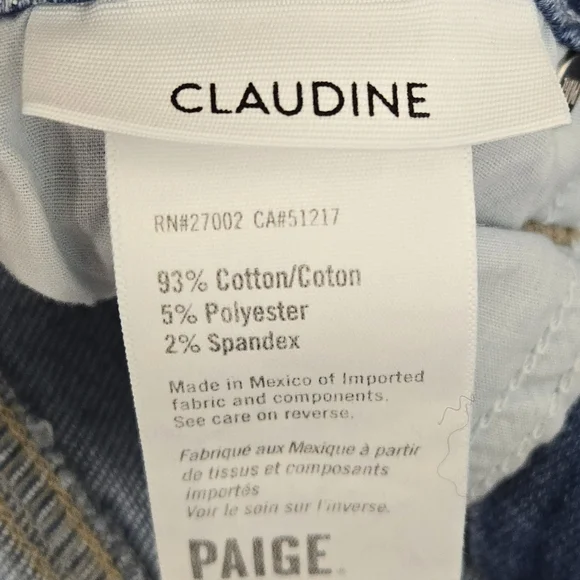 CLAUDINE
RN#27002 CA#51217
93% Cotton/Coton
5% Polyester
2% Spandex
Made in Mexico of Imported
fabric and components.
See care on reverse.
Fabriqué aux Mexique à partir
de tissus et composants
importés
Voir le soin sur l'inverse.
PAIGE